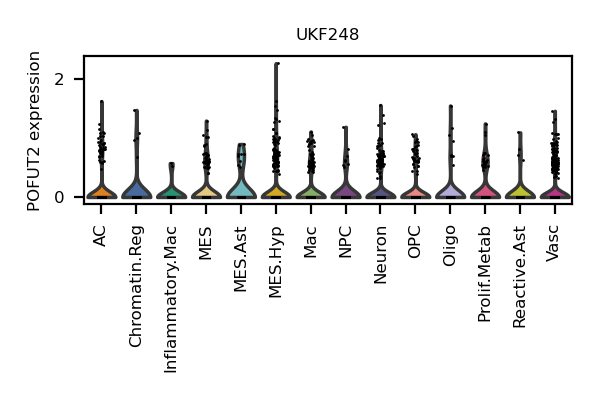 UKF248
POFUT2 expression
2
0
AC
Chromatin.Reg
Inflammatory.Mac
MES
MES.Ast
MES.Hyp
Mac
NPC
Neuron
OPC
Oligo
Prolif.Metab
Reactive.Ast
Vasc